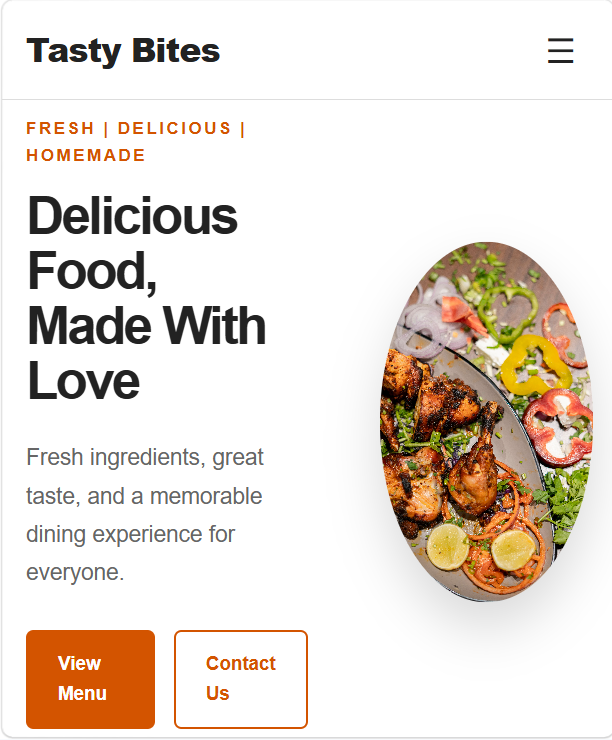 Tasty Bites
FRESH | DELICIOUS |
HOMEMADE
Delicious
Food,
Made With
Love
Fresh ingredients, great
taste, and a memorable
dining experience for
everyone.
View
Menu
Contact
Us